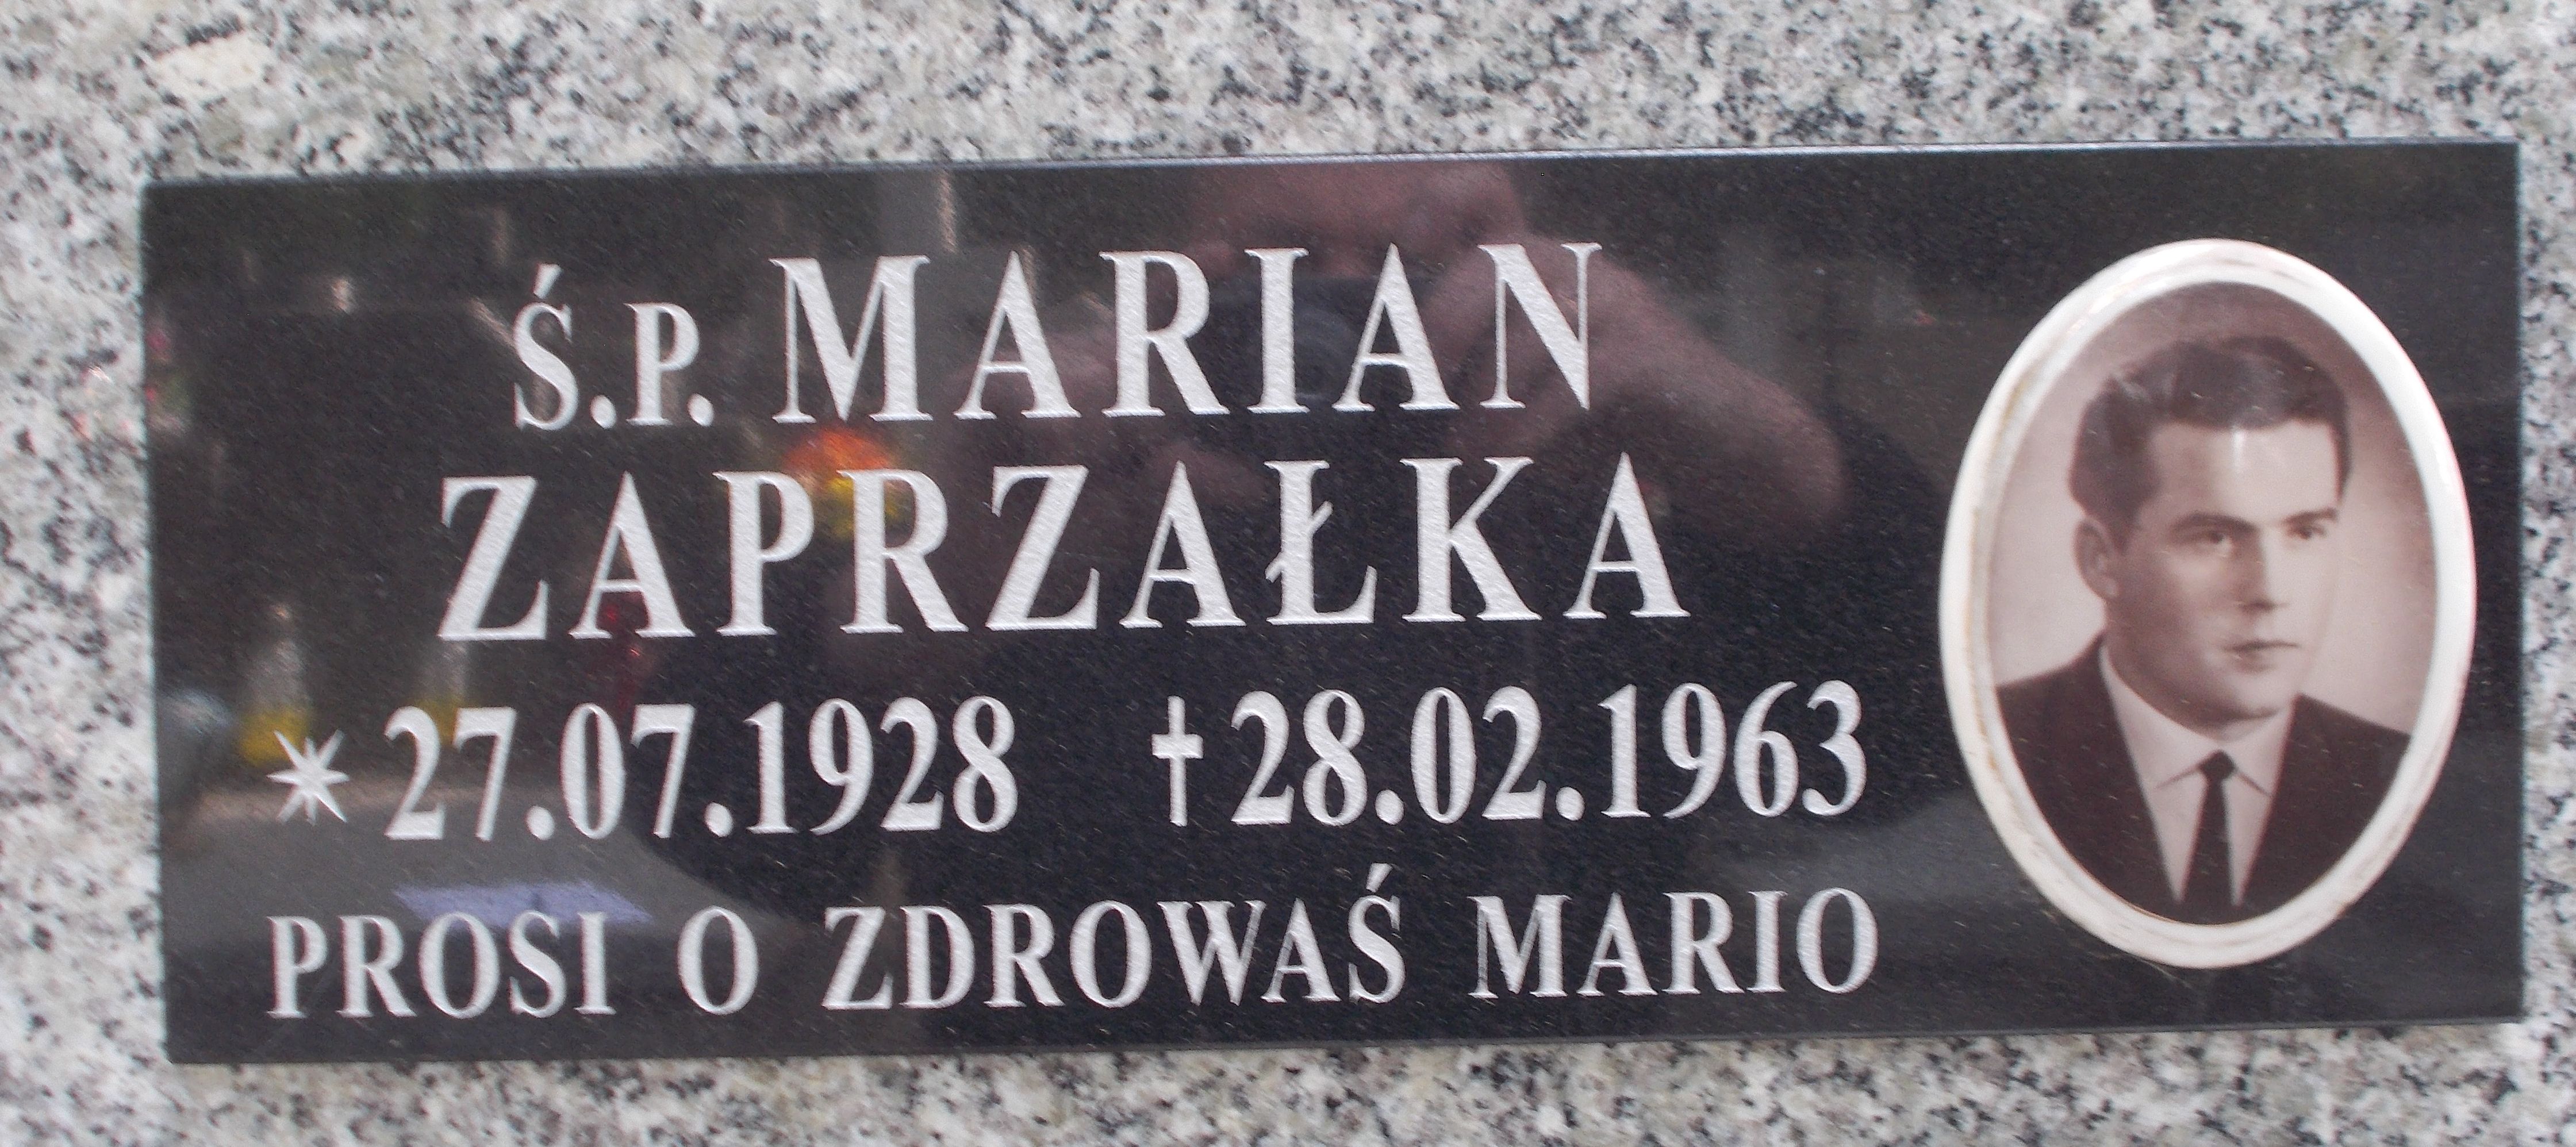 Ś.P. MARIAN
ZAPRZAŁKA
* 27.07.1928 †28.02.1963
PROSI O ZDROWAŚ MARIO